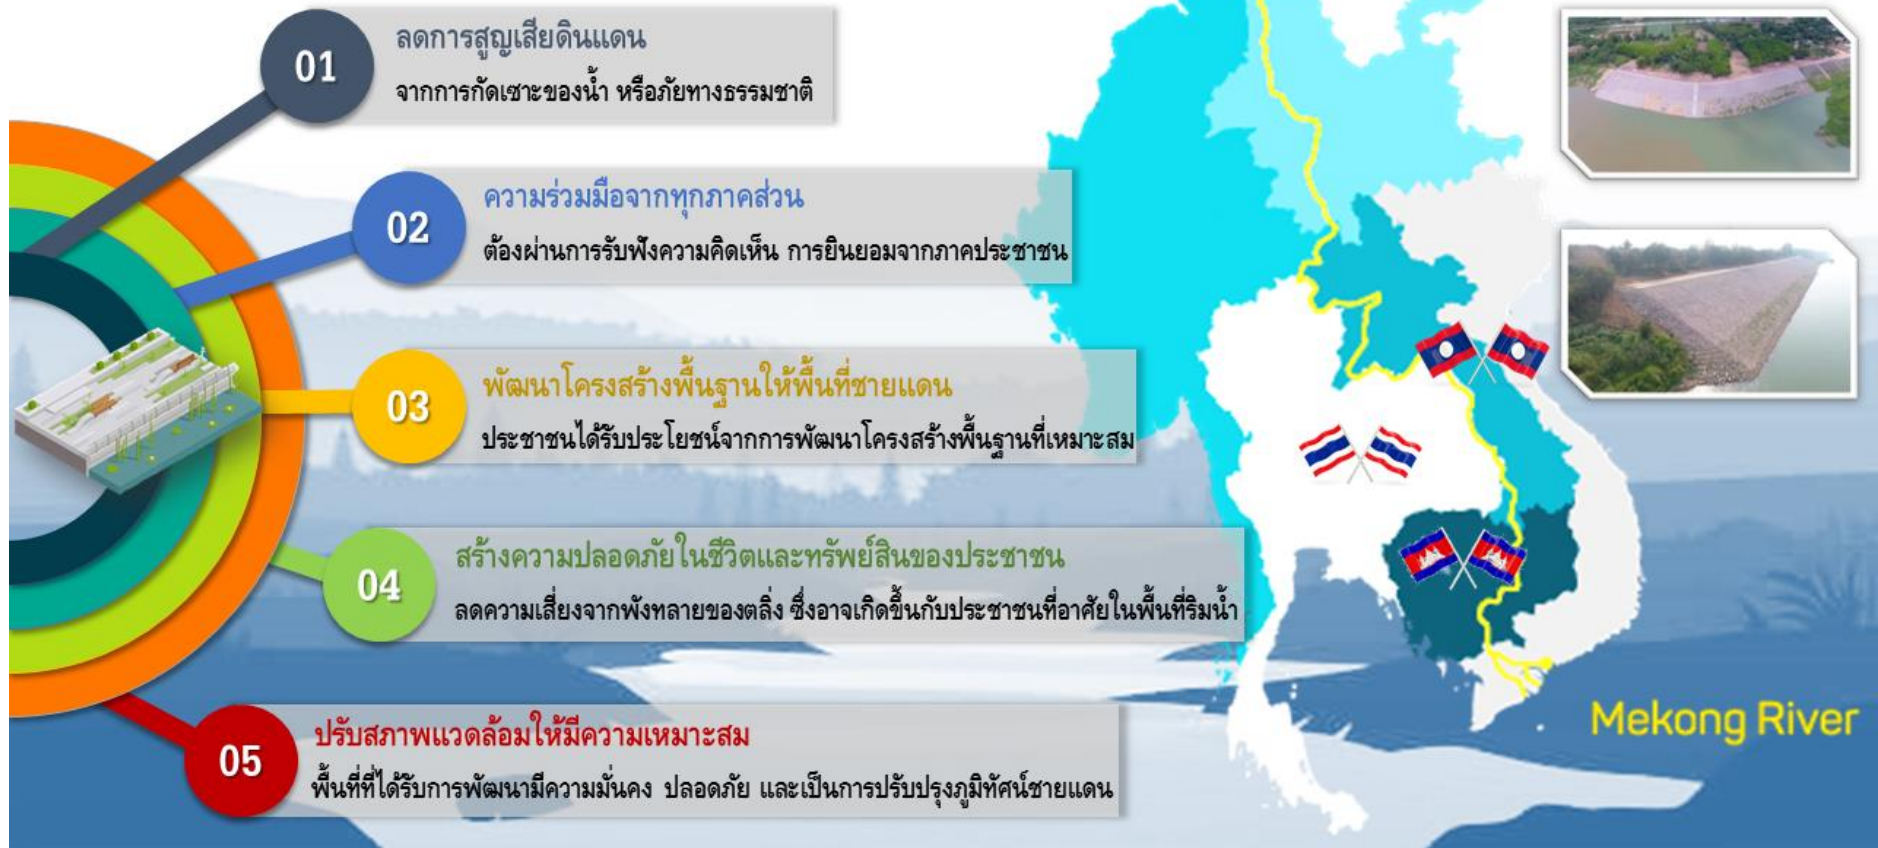 01
ลดการสูญเสียดินแดน
จากการกัดเซาะของน้ำ หรือภัยทางธรรมชาติ
02
ความร่วมมือจากทุกภาคส่วน
ต้องผ่านการรับฟังความคิดเห็น การยินยอมจากภาคประชาชน
03
พัฒนาโครงสร้างพื้นฐานให้พื้นที่ชายแดน
ประชาชนได้รับประโยชน์จากการพัฒนาโครงสร้างพื้นฐานที่เหมาะสม
04
สร้างความปลอดภัยในชีวิตและทรัพย์สินของประชาชน
ลดความเสี่ยงจากพังทลายของตลิ่ง ซึ่งอาจเกิดขึ้นกับประชาชนที่อาศัยในพื้นที่ริมน้ำ
05
ปรับสภาพแวดล้อมให้มีความเหมาะสม
พื้นที่ที่ได้รับการพัฒนามีความมั่นคง ปลอดภัย และเป็นการปรับปรุงภูมิทัศน์ชายแดน
Mekong River